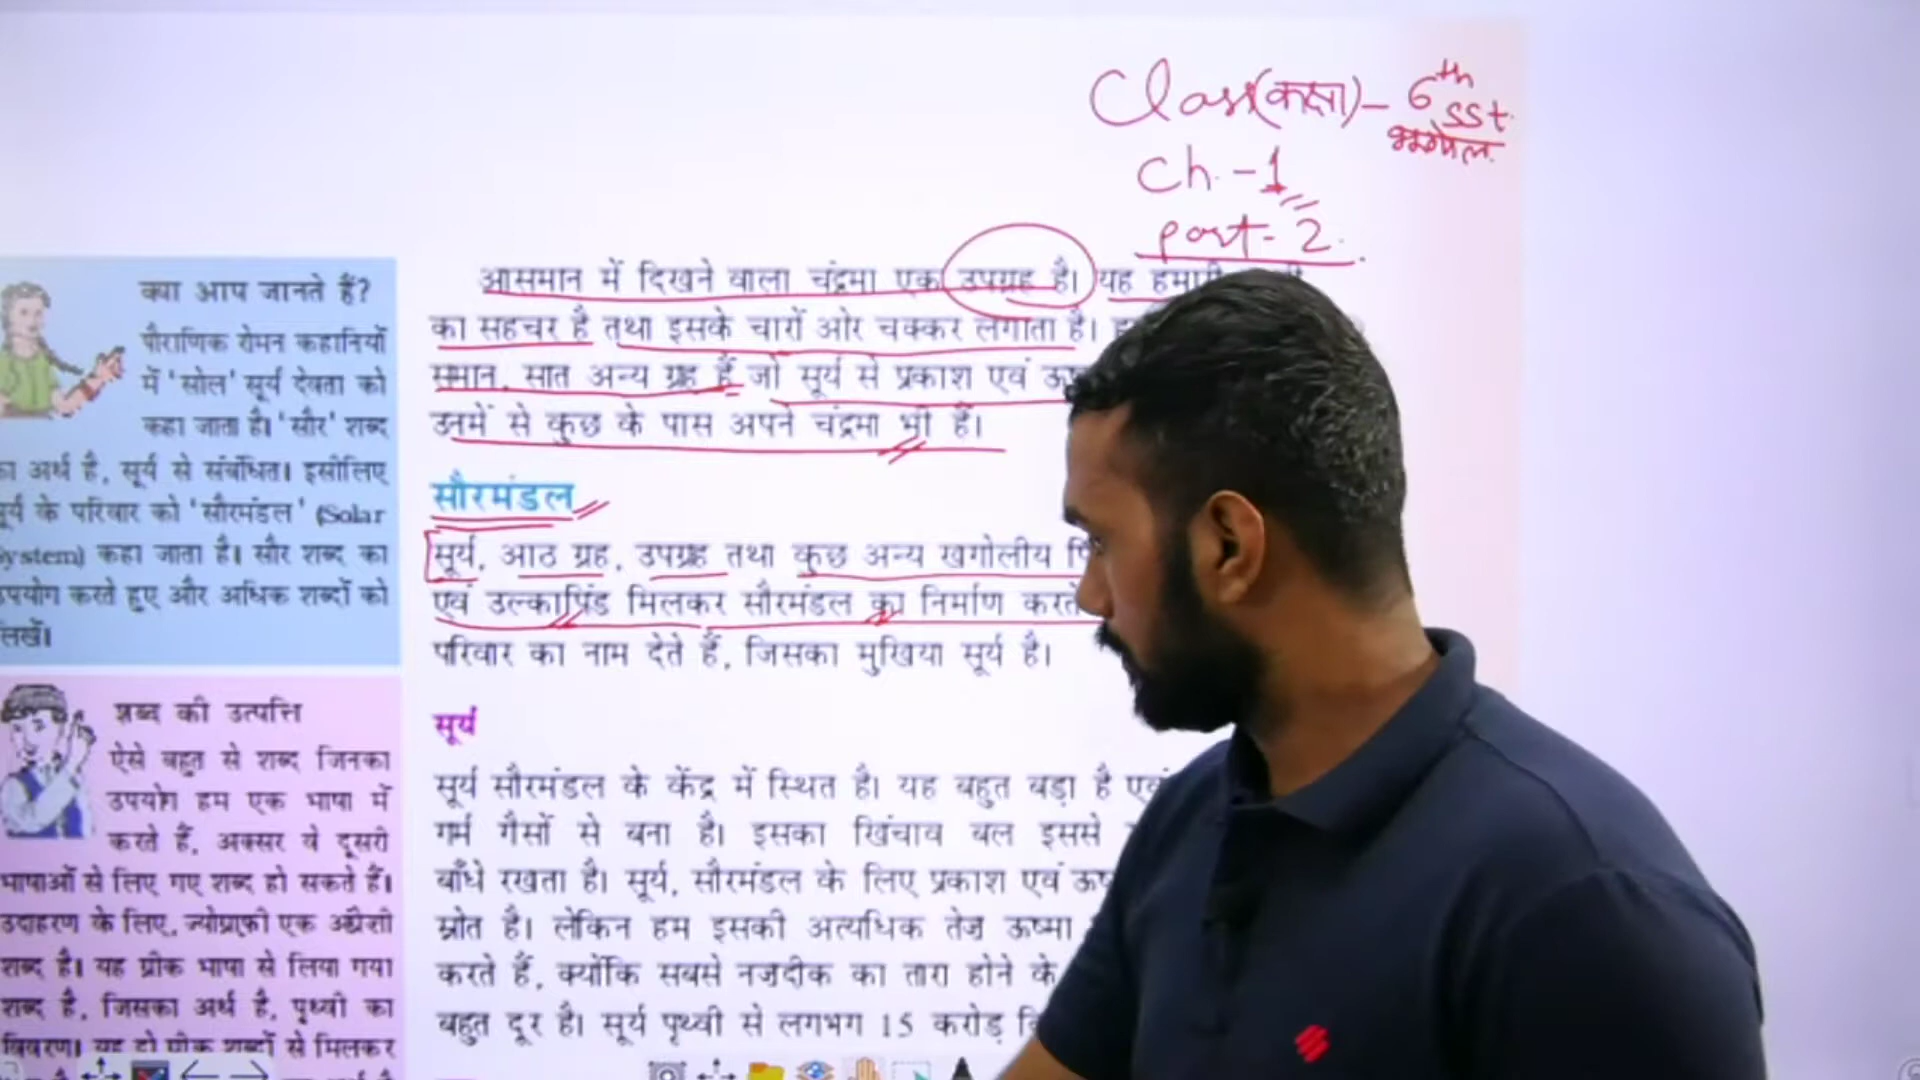 Class(कक्षा) - 6th SSt.
भूगोल
Ch - 1
part - 2
क्या आप जानते हैं?
पौराणिक रोमन कहानियों
में 'सोल' सूर्य देवता को
कहा जाता है। 'सौर' शब्द
अर्थ है, सूर्य से संबंधित। इसीलिए
के परिवार को 'सौरमंडल' (Solar
कहा जाता है। सौर शब्द का
करते हुए और अधिक शब्दों को
शब्द की उत्पत्ति
ऐसे बहुत से शब्द जिनका
उपयोग हम एक भाषा में
करते हैं, अक्सर वे दूसरी
भाषाओं से लिए गए शब्द हो सकते हैं।
उदाहरण के लिए, ज्योग्राफ़ी एक अंग्रेज़ी
शब्द है। यह ग्रीक भाषा से लिया गया
शब्द है, जिसका अर्थ है, पृथ्वी का
विवरण। यह दो ग्रीक शब्दों से मिलकर
आसमान में दिखने वाला चंद्रमा एक उपग्रह है। यह
का सहचर है तथा इसके चारों ओर चक्कर लगाता है।
समान, सात अन्य ग्रह हैं जो सूर्य से प्रकाश एवं
उनमें से कुछ के पास अपने चंद्रमा भी हैं।
सौरमंडल
सूर्य, आठ ग्रह, उपग्रह तथा कुछ अन्य खगोलीय
एवं उल्कापिंड मिलकर सौरमंडल का निर्माण करते
परिवार का नाम देते हैं, जिसका मुखिया सूर्य है।
सूर्य
सूर्य सौरमंडल के केंद्र में स्थित है। यह बहुत बड़ा है एवं
गर्म गैसों से बना है। इसका खिंचाव बल इससे
बाँधे रखता है। सूर्य, सौरमंडल के लिए प्रकाश एवं
स्रोत है। लेकिन हम इसकी अत्यधिक तेज़ ऊष्मा
करते हैं, क्योंकि सबसे नज़दीक का तारा होने के
बहुत दूर है। सूर्य पृथ्वी से लगभग 15 करोड़